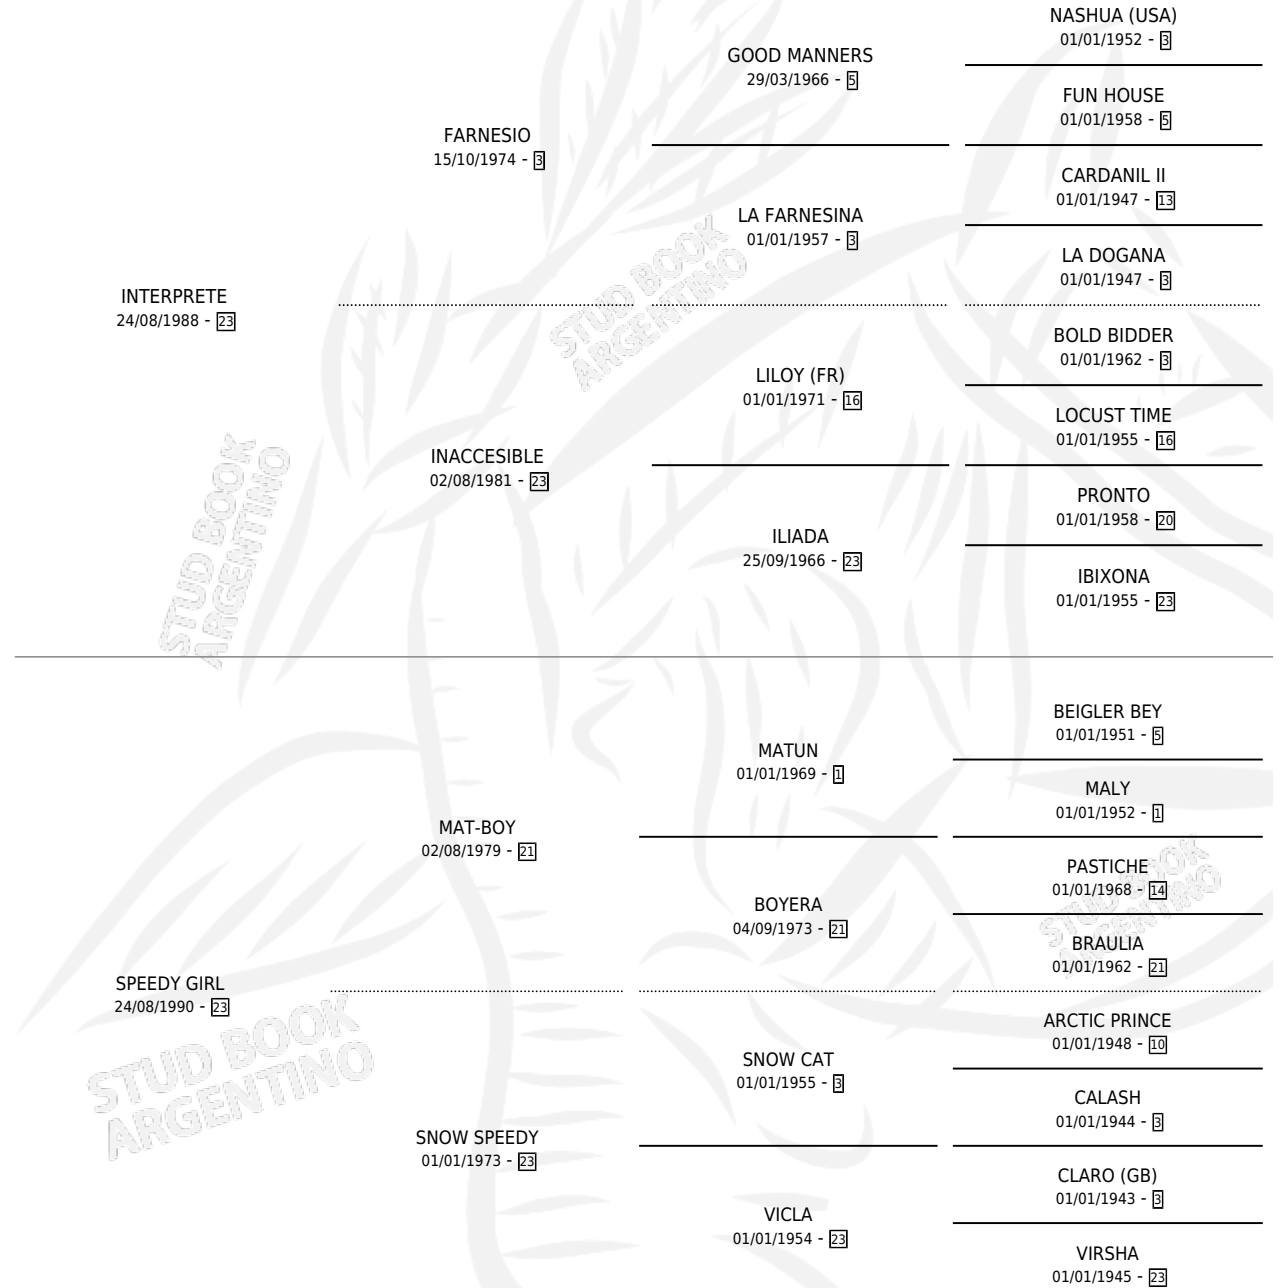 NASHUA (USA)
01/01/1952 - 3
GOOD MANNERS
29/03/1966 - 5
FUN HOUSE
01/01/1958 - 5
FARNESIO
15/10/1974 - 3
CARDANIL II
01/01/1947 - 13
LA FARNESINA
01/01/1957 - 3
LA DOGANA
01/01/1947 - 3
INTERPRETE
24/08/1988 - 23
BOLD BIDDER
01/01/1962 - 3
LILOY (FR)
01/01/1971 - 16
LOCUST TIME
01/01/1955 - 16
INACCESIBLE
02/08/1981 - 23
PRONTO
01/01/1958 - 20
ILIADA
25/09/1966 - 23
IBIXONA
01/01/1955 - 23
BEIGLER BEY
01/01/1951 - 5
MATUN
01/01/1969 - 1
MALY
01/01/1952 - 1
MAT-BOY
02/08/1979 - 21
PASTICHE
01/01/1968 - 14
BOYERA
04/09/1973 - 21
BRAULIA
01/01/1962 - 21
SPEEDY GIRL
24/08/1990 - 23
ARCTIC PRINCE
01/01/1948 - 10
SNOW CAT
01/01/1955 - 3
CALASH
01/01/1944 - 3
SNOW SPEEDY
01/01/1973 - 23
CLARO (GB)
01/01/1943 - 3
VICLA
01/01/1954 - 23
VIRSHA
01/01/1945 - 23
STUD BOOK
ARGENTINO
STUD BOOK
ARGENTINO
STUD BOOK
ARGENTINO
STUD BOOK
ARGENTINO